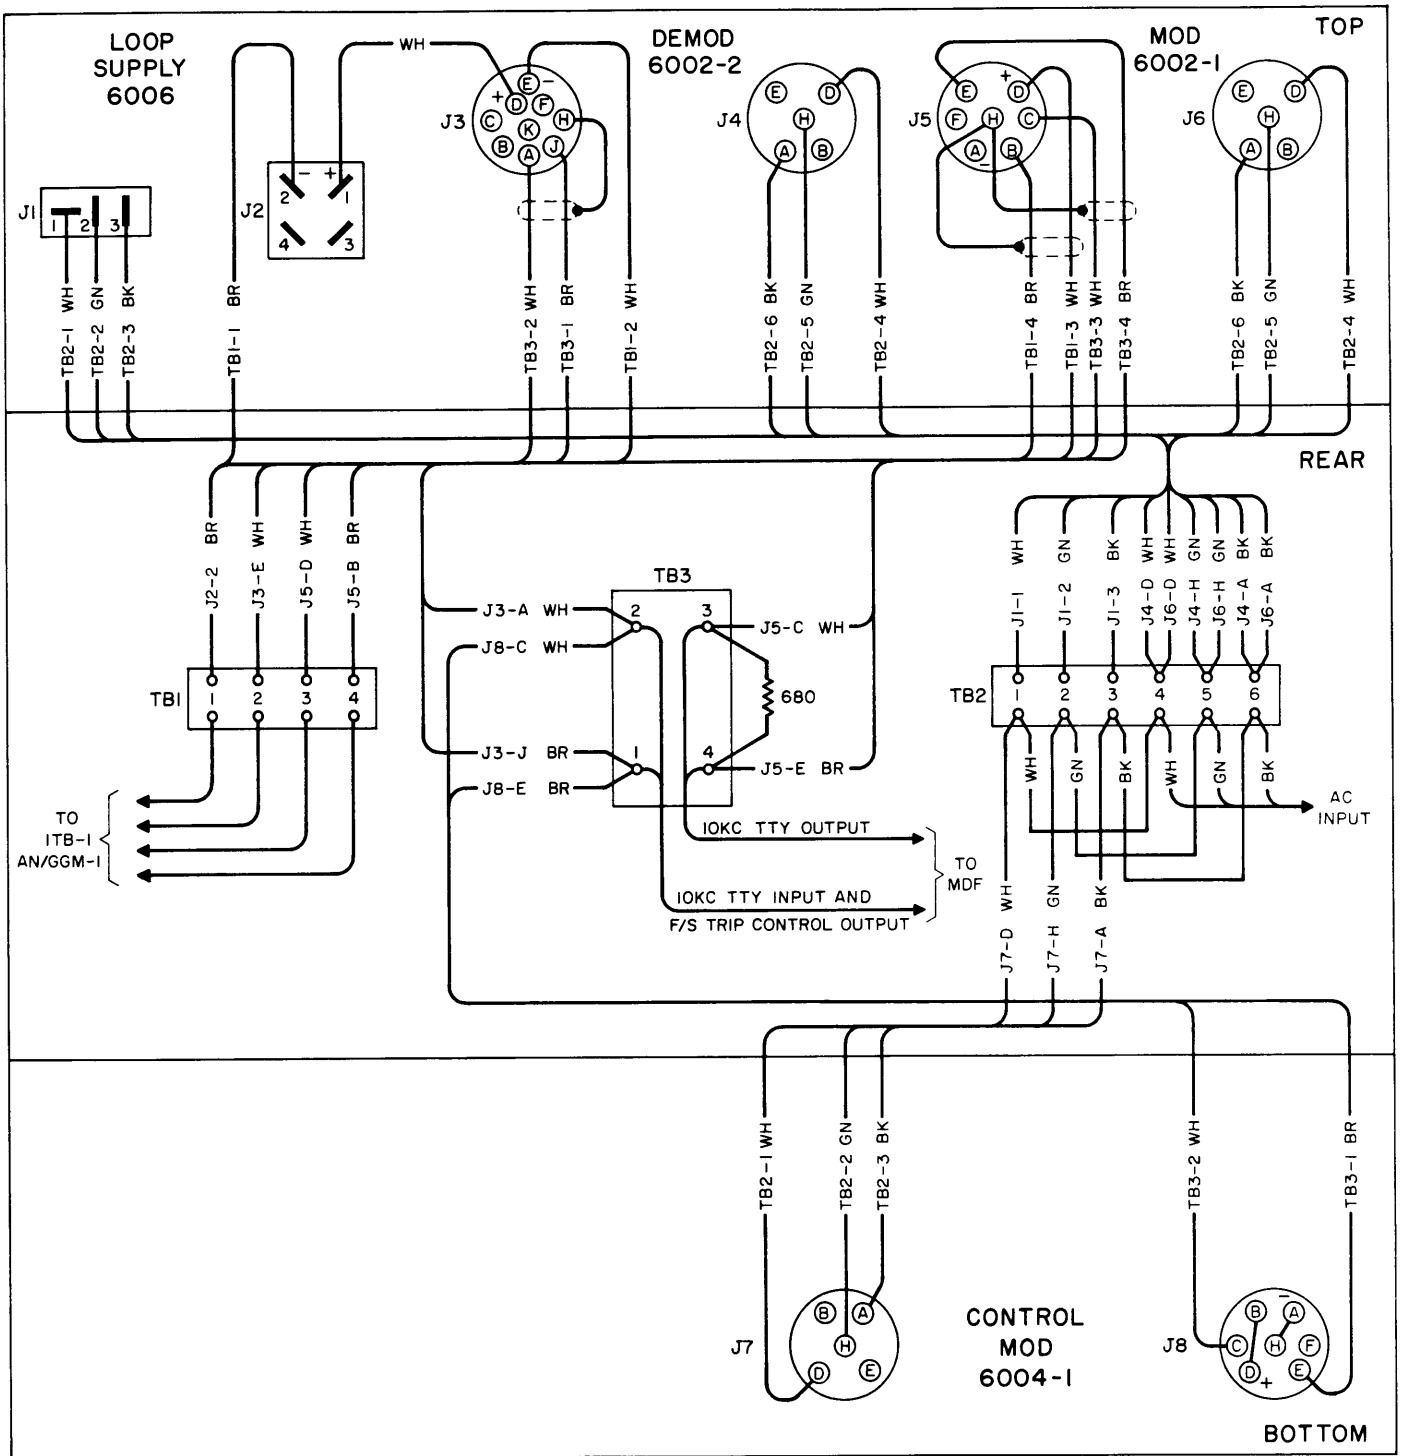 LOOP
SUPPLY
6006
DEMOD
6002-2
MOD
6002-1
TOP
WH
J1
1 2 3
J2
2 - + 1
4 3
J3
E -
+ D F
C H
K
B J
A
J4
E D
H
A B
J5
E + D
F H C
A - B
J6
E D
H
A B
TB2-1 WH
TB2-2 GN
TB2-3 BK
TB1-1 BR
TB3-2 WH
TB3-1 BR
TB1-2 WH
TB2-6 BK
TB2-5 GN
TB2-4 WH
TB1-4 BR
TB1-3 WH
TB3-3 WH
TB3-4 BR
TB2-6 BK
TB2-5 GN
TB2-4 WH
REAR
J2-2 BR
J3-E WH
J5-D WH
J5-B BR
TB1
1 2 3 4
TO
1TB-1
AN/GGM-1
TB3
2 3
1 4
J3-A WH
J8-C WH
J3-J BR
J8-E BR
J5-C WH
680
J5-E BR
10KC TTY OUTPUT
10KC TTY INPUT AND
F/S TRIP CONTROL OUTPUT
TO
MDF
J1-1 WH
J1-2 GN
J1-3 BK
J4-D WH
J6-D WH
J4-H GN
J6-H GN
J4-A BK
J6-A BK
TB2
1 2 3 4 5 6
WH
GN
BK
WH
GN
BK
AC
INPUT
J7-D WH
J7-H GN
J7-A BK
TB2-1 WH
TB2-2 GN
TB2-3 BK
TB3-2 WH
TB3-1 BR
J7
B A
H
D E
CONTROL
MOD
6004-1
J8
B - A
C H F
D + E
BOTTOM